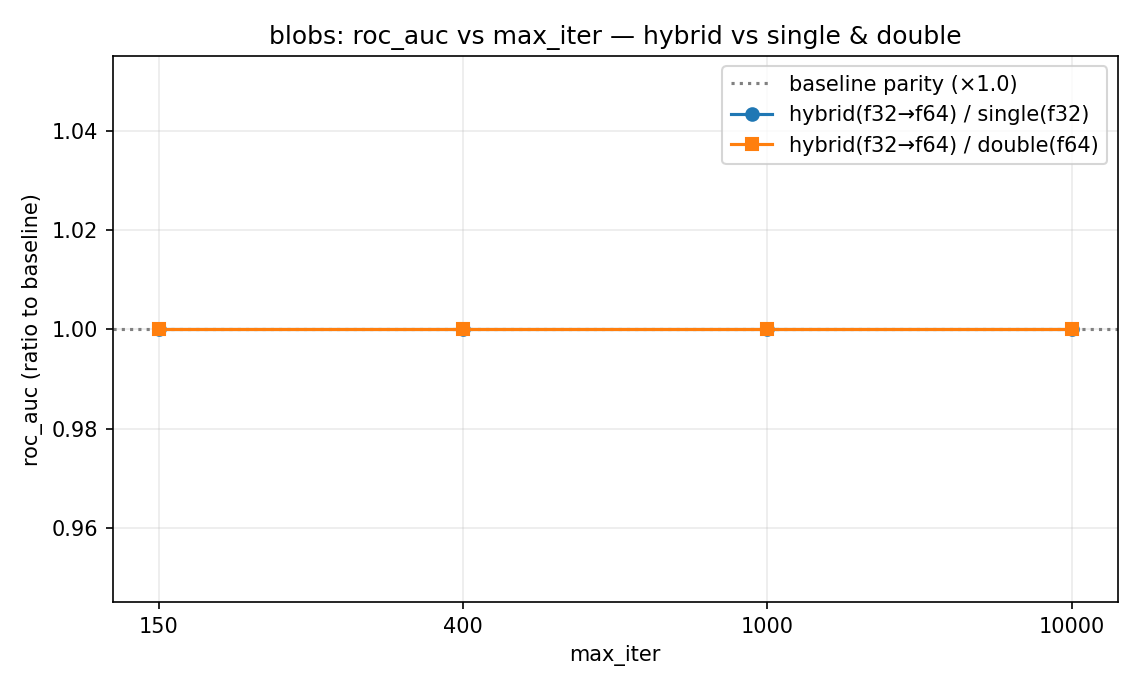 blobs: roc_auc vs max_iter — hybrid vs single & double
baseline parity (×1.0)
hybrid(f32→f64) / single(f32)
hybrid(f32→f64) / double(f64)
roc_auc (ratio to baseline)
1.04
1.02
1.00
0.98
0.96
150 400 1000 10000
max_iter